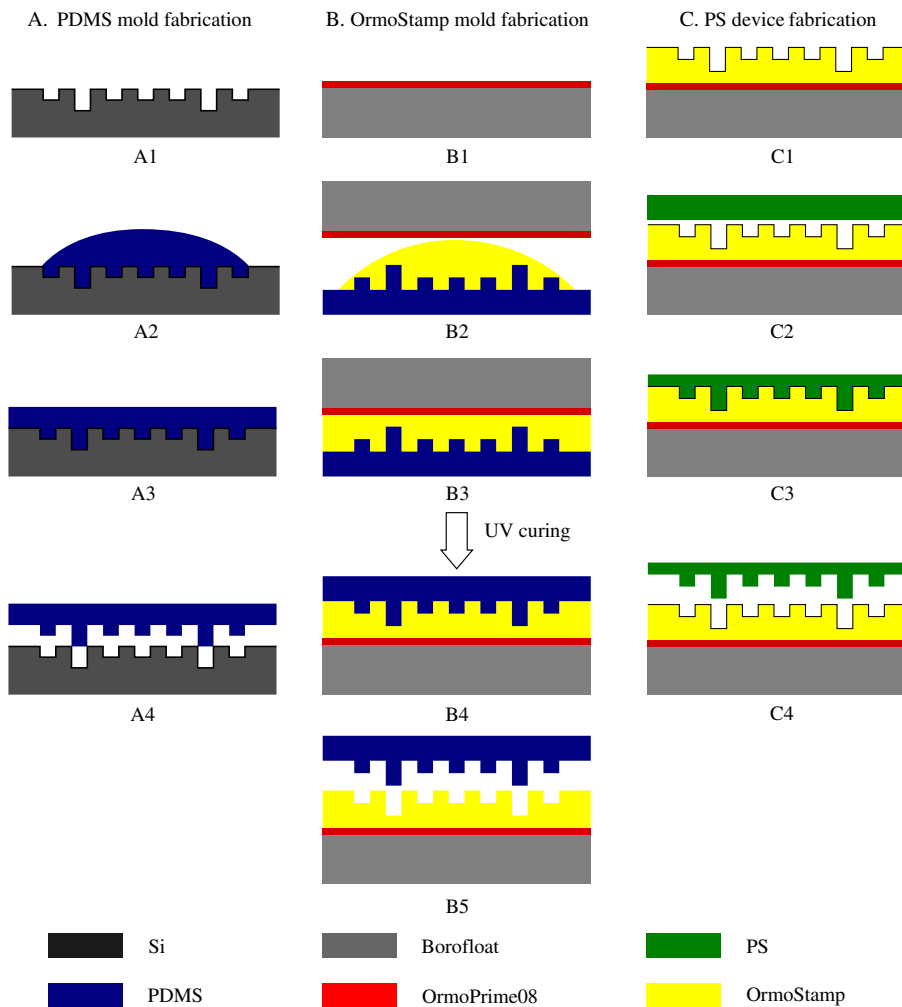 A. PDMS mold fabrication
B. OrmoStamp mold fabrication
C. PS device fabrication
A1
B1
C1
A2
B2
C2
A3
B3
C3
UV curing
A4
B4
C4
B5
Si
Borofloat
PS
PDMS
OrmoPrime08
OrmoStamp